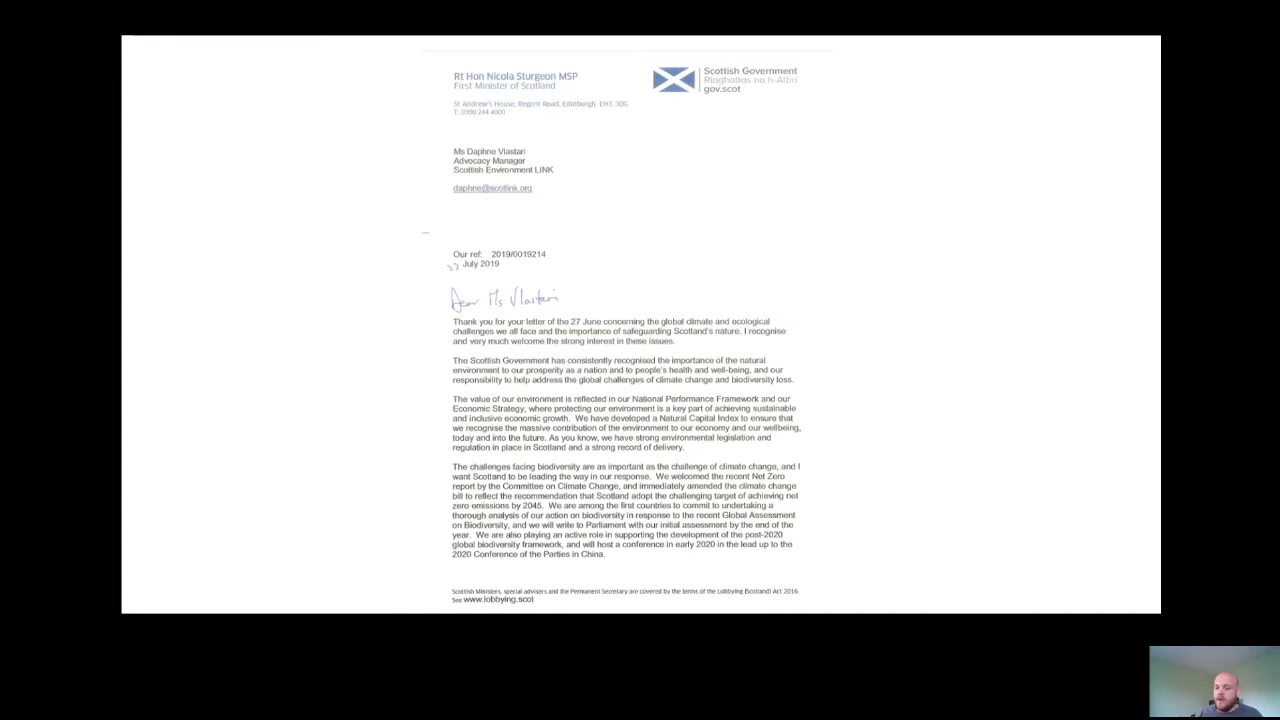 Rt Hon Nicola Sturgeon MSP
First Minister of Scotland
St Andrew's House, Regent Road, Edinburgh EH1 3DG
T: 0300 244 4000
Scottish Government
Riaghaltas na h-Alba
gov.scot
Ms Daphne Vlastari
Advocacy Manager
Scottish Environment LINK
daphne@scotlink.org
Our ref: 2019/0019214
23 July 2019
Dear Ms Vlastari
Thank you for your letter of the 27 June concerning the global climate and ecological
challenges we all face and the importance of safeguarding Scotland's nature. I recognise
and very much welcome the strong interest in these issues.
The Scottish Government has consistently recognised the importance of the natural
environment to our prosperity as a nation and to people's health and well-being, and our
responsibility to help address the global challenges of climate change and biodiversity loss.
The value of our environment is reflected in our National Performance Framework and our
Economic Strategy, where protecting our environment is a key part of achieving sustainable
and inclusive economic growth. We have developed a Natural Capital Index to ensure that
we recognise the massive contribution of the environment to our economy and our wellbeing,
today and into the future. As you know, we have strong environmental legislation and
regulation in place in Scotland and a strong record of delivery.
The challenges facing biodiversity are as important as the challenge of climate change, and I
want Scotland to be leading the way in our response. We welcomed the recent Net Zero
report by the Committee on Climate Change, and immediately amended the climate change
bill to reflect the recommendation that Scotland adopt the challenging target of achieving net
zero emissions by 2045. We are among the first countries to commit to undertaking a
thorough analysis of our action on biodiversity in response to the recent Global Assessment
on Biodiversity, and we will write to Parliament with our initial assessment by the end of the
year. We are also playing an active role in supporting the development of the post-2020
global biodiversity framework, and will host a conference in early 2020 in the lead up to the
2020 Conference of the Parties in China.
Scottish Ministers, special advisers and the Permanent Secretary are covered by the terms of the Lobbying (Scotland) Act 2016.
See www.lobbying.scot